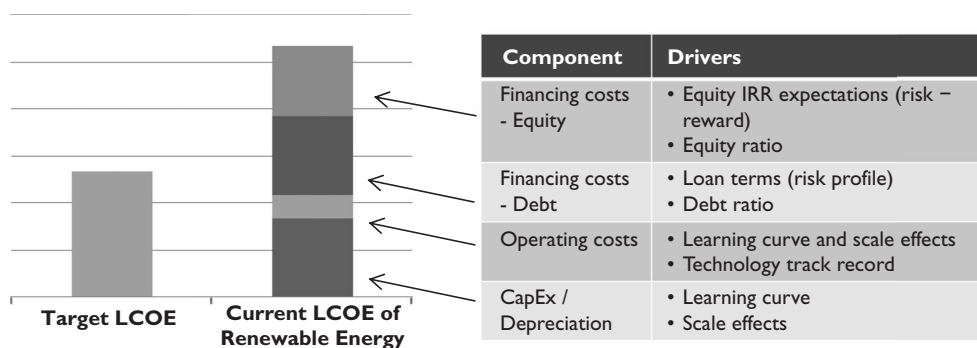 Target LCOE
Current LCOE of
Renewable Energy
Component Drivers
Financing costs
- Equity
• Equity IRR expectations (risk −
reward)
• Equity ratio
Financing costs
- Debt
• Loan terms (risk profile)
• Debt ratio
Operating costs
• Learning curve and scale effects
• Technology track record
CapEx /
Depreciation
• Learning curve
• Scale effects